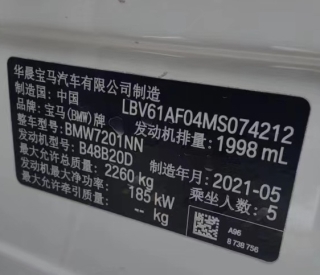 华晨宝马汽车有限公司制造
制造国: 中国
品牌: 宝马(BMW)牌
LBV61AF04MS074212
整车型号: BMW7201NN
发动机排量: 1998 mL
发动机型号: B48B20D
最大允许总质量: 2260 kg
制造年月: 2021-05
发动机最大净功率: 185 kW
乘坐人数: 5
最大允许牵引质量: - kg
A96
8 738 756